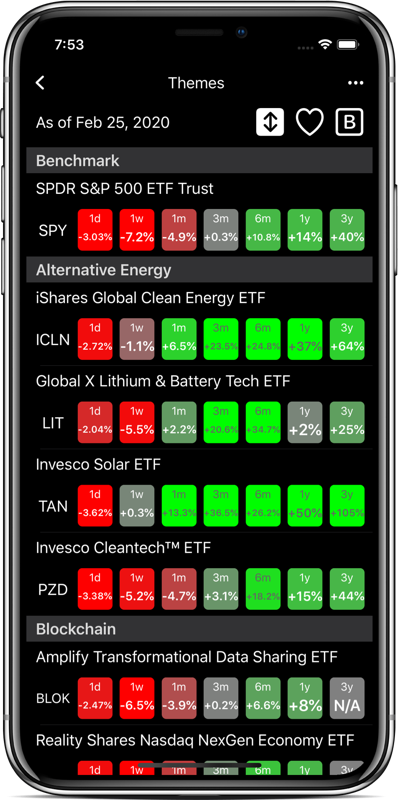 7:53
Themes
As of Feb 25, 2020 B
Benchmark
SPDR S&P 500 ETF Trust
SPY 1d -3.03% 1w -7.2% 1m -4.9% 3m +0.3% 6m +10.8% 1y +14% 3y +40%
Alternative Energy
iShares Global Clean Energy ETF
ICLN 1d -2.72% 1w -1.1% 1m +6.5% 3m +23.5% 6m +24.8% 1y +37% 3y +64%
Global X Lithium & Battery Tech ETF
LIT 1d -2.04% 1w -5.5% 1m +2.2% 3m +20.6% 6m +34.7% 1y +2% 3y +25%
Invesco Solar ETF
TAN 1d -3.62% 1w +0.3% 1m +13.3% 3m +36.5% 6m +26.2% 1y +50% 3y +105%
Invesco Cleantech™ ETF
PZD 1d -3.38% 1w -5.2% 1m -4.7% 3m +3.1% 6m +18.2% 1y +15% 3y +44%
Blockchain
Amplify Transformational Data Sharing ETF
BLOK 1d -2.47% 1w -6.5% 1m -3.9% 3m +0.2% 6m +6.6% 1y +8% 3y N/A
Reality Shares Nasdaq NexGen Economy ETF
1d 1w 1m 3m 6m 1y 3y